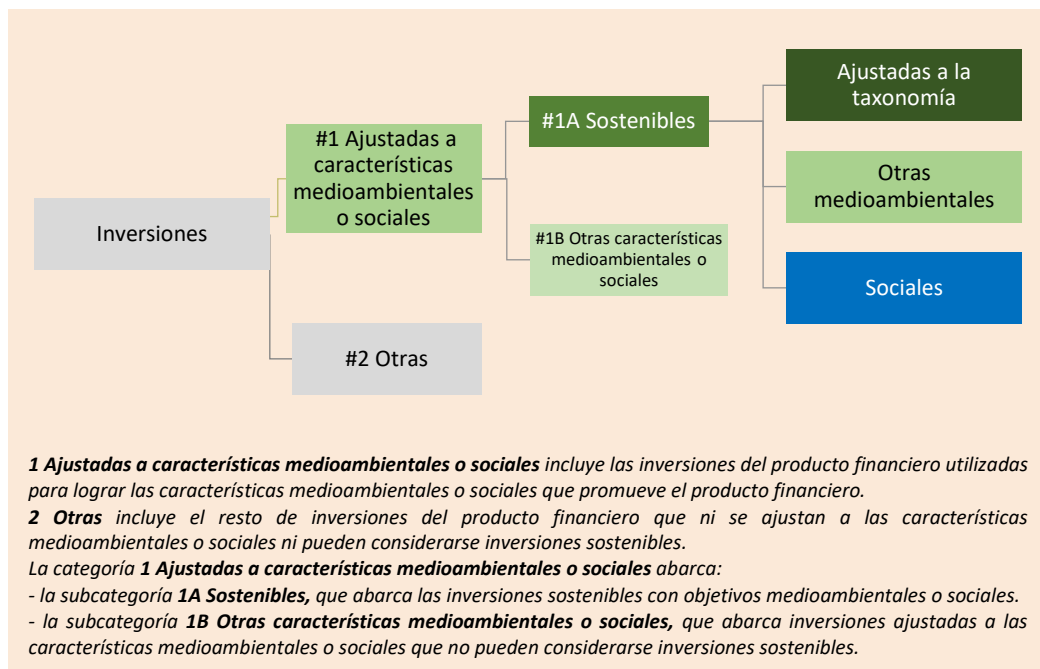 Inversiones
#1 Ajustadas a
características
medioambientales
o sociales
#2 Otras
#1A Sostenibles
#1B Otras características
medioambientales o
sociales
Ajustadas a la
taxonomía
Otras
medioambientales
Sociales
1 Ajustadas a características medioambientales o sociales incluye las inversiones del producto financiero utilizadas
para lograr las características medioambientales o sociales que promueve el producto financiero.
2 Otras incluye el resto de inversiones del producto financiero que ni se ajustan a las características
medioambientales o sociales ni pueden considerarse inversiones sostenibles.
La categoría 1 Ajustadas a características medioambientales o sociales abarca:
- la subcategoría 1A Sostenibles, que abarca las inversiones sostenibles con objetivos medioambientales o sociales.
- la subcategoría 1B Otras características medioambientales o sociales, que abarca inversiones ajustadas a las
características medioambientales o sociales que no pueden considerarse inversiones sostenibles.